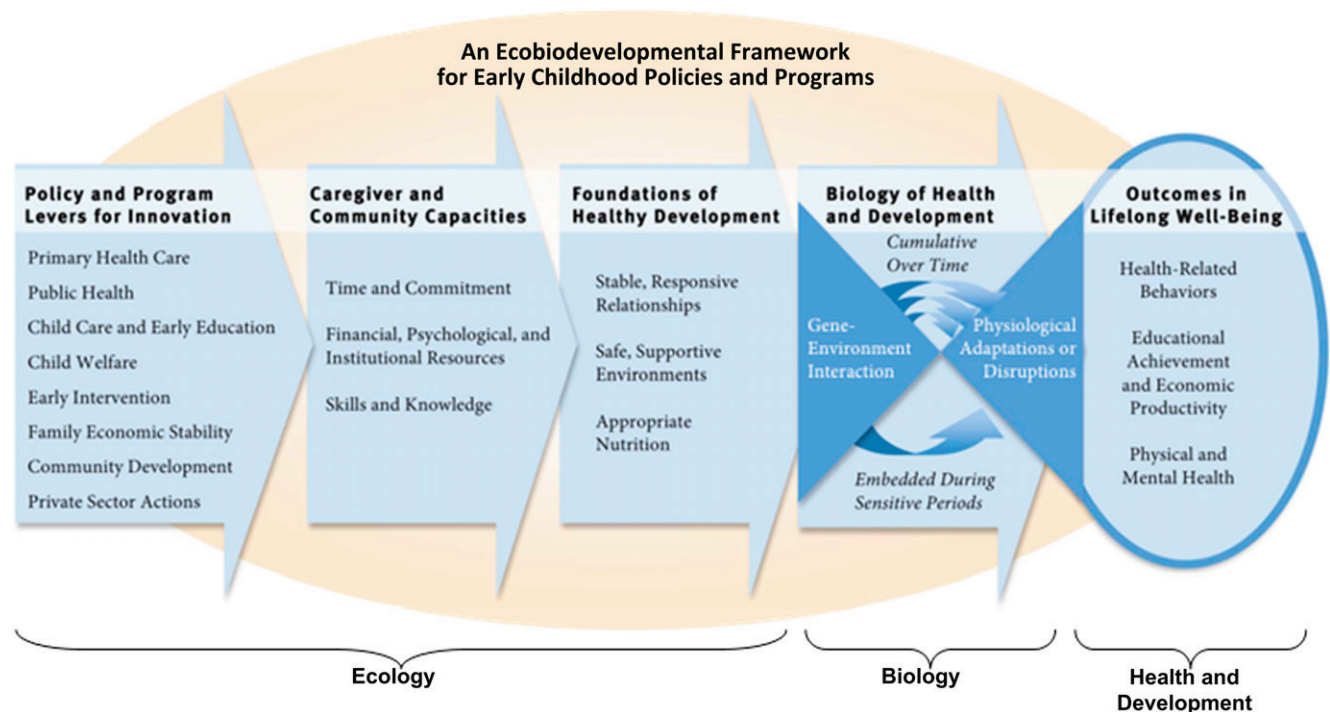 An Ecobiodevelopmental Framework
for Early Childhood Policies and Programs
Policy and Program
Levers for Innovation
Primary Health Care
Public Health
Child Care and Early Education
Child Welfare
Early Intervention
Family Economic Stability
Community Development
Private Sector Actions
Caregiver and
Community Capacities
Time and Commitment
Financial, Psychological, and
Institutional Resources
Skills and Knowledge
Foundations of
Healthy Development
Stable, Responsive
Relationships
Safe, Supportive
Environments
Appropriate
Nutrition
Biology of Health
and Development
Cumulative
Over Time
Gene-
Environment
Interaction
Physiological
Adaptations or
Disruptions
Embedded During
Sensitive Periods
Outcomes in
Lifelong Well-Being
Health-Related
Behaviors
Educational
Achievement
and Economic
Productivity
Physical and
Mental Health
Ecology
Biology
Health and
Development